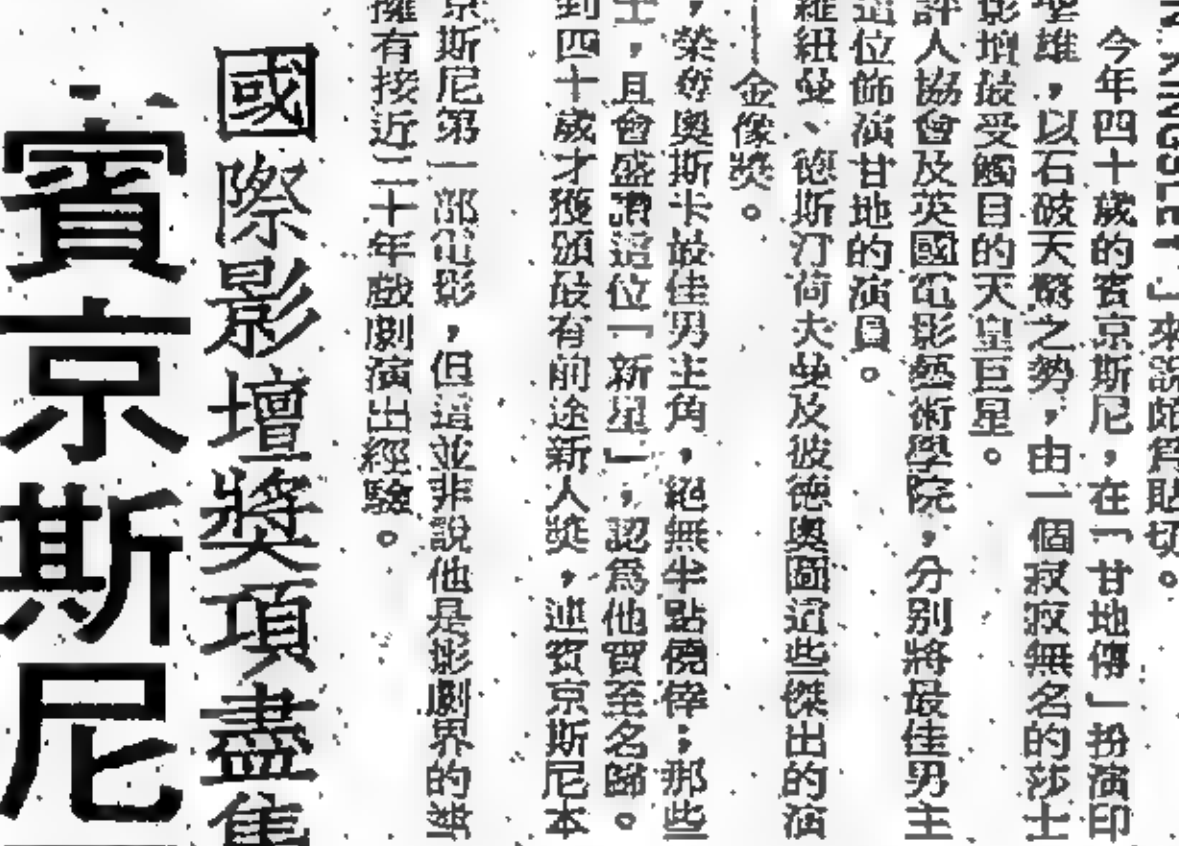 N KINGSLEY」來說頗爲貼切。
今年四十歲的賓京斯尼，在「甘地傳」扮演印
聖雄，以石破天驚之勢，由一個寂寂無名的莎士
影壇最受觸目的天皇巨星。
評人協會及英國電影藝術學院，分別將最佳男主
這位飾演甘地的演員。
羅紐曼、德斯汀荷夫曼及彼德奧圖這些傑出的演
——金像獎。
，榮奪奧斯卡最佳男主角，絕無半點僥倖；那些
士，且會盛讚這位「新星」，認爲他實至名歸。
到四十歲才獲頒最有前途新人獎，連賓京斯尼本
京斯尼第一部電影，但這並非說他是影劇界的
擁有接近二十年戲劇演出經驗。
國際影壇獎項盡
賓京斯尼